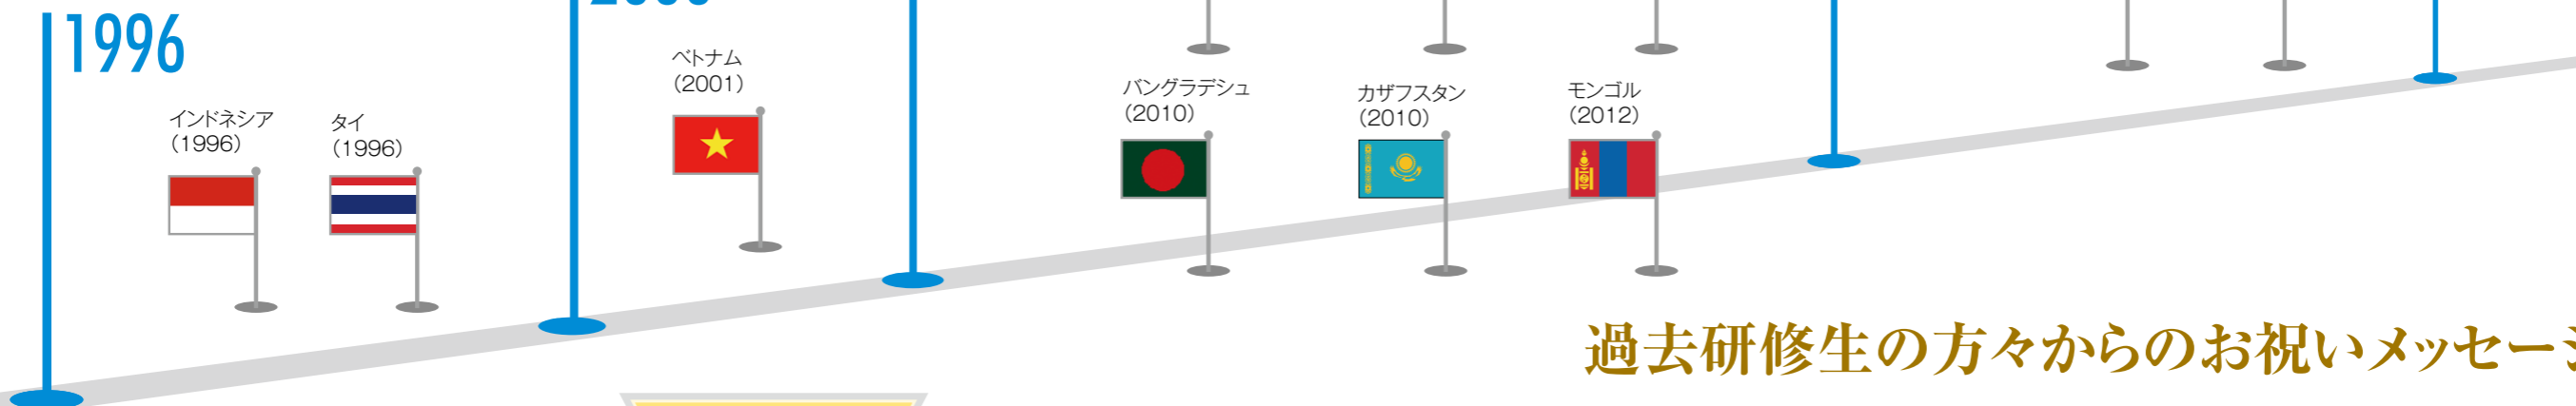 1996
インドネシア
（1996）
タイ
（1996）
ベトナム
（2001）
バングラデシュ
（2010）
カザフスタン
（2010）
モンゴル
（2012）
過去研修生の方々からのお祝いメッセー